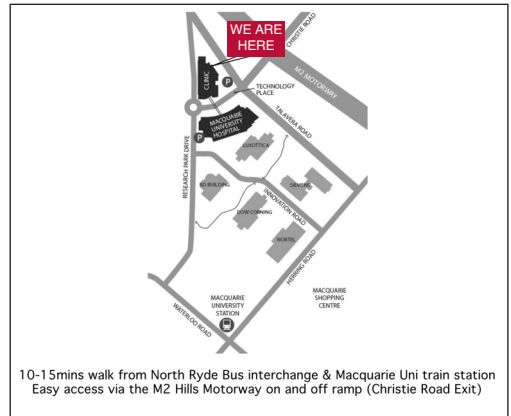 WE ARE
HERE
CHRISTIE ROAD
M2 MOTORWAY
CLINIC
P
TECHNOLOGY
PLACE
MACQUARIE
UNIVERSITY
HOSPITAL
TALAVERA ROAD
P
LUXOTTICA
RESEARCH PARK DRIVE
BD BUILDING
SIEMENS
INNOVATION ROAD
DOW CORNING
NORTEL
HERRING ROAD
MACQUARIE
UNIVERSITY
STATION
MACQUARIE
SHOPPING
CENTRE
WATERLOO ROAD
10-15mins walk from North Ryde Bus interchange & Macquarie Uni train station
Easy access via the M2 Hills Motorway on and off ramp (Christie Road Exit)